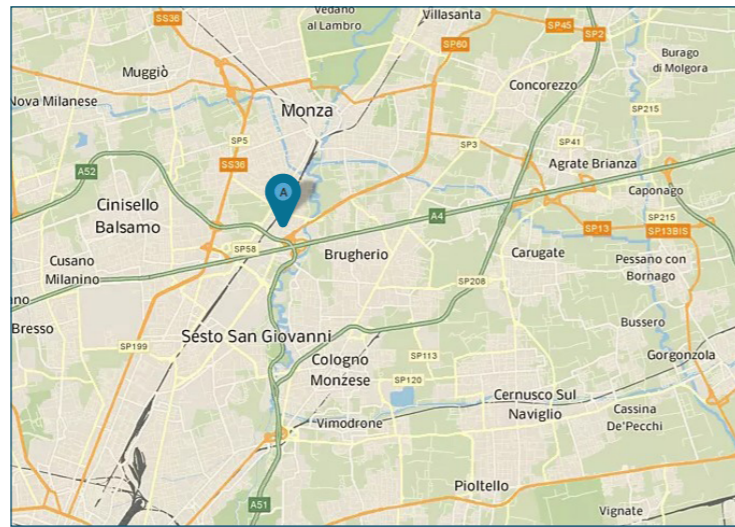 Vedano
al Lambro
Villasanta
SS36
SP45
SP2
SP60
Burago
di Molgora
Muggiò
Concorezzo
Nova Milanese
Monza
SP215
SP5
SP3
SP41
SS36
Agrate Brianza
A52
A
Caponago
Cinisello
Balsamo
A4
SP215
SP13
SP13BIS
SP58
Brugherio
Carugate
Cusano
Milanino
Pessano con
Bornago
SP208
Bresso
Sesto San Giovanni
Bussero
SP199
Cologno
Monzese
SP113
Gorgonzola
SP120
Cernusco Sul
Naviglio
Cassina
De'Pecchi
Vimodrone
Pioltello
A51
Vignate